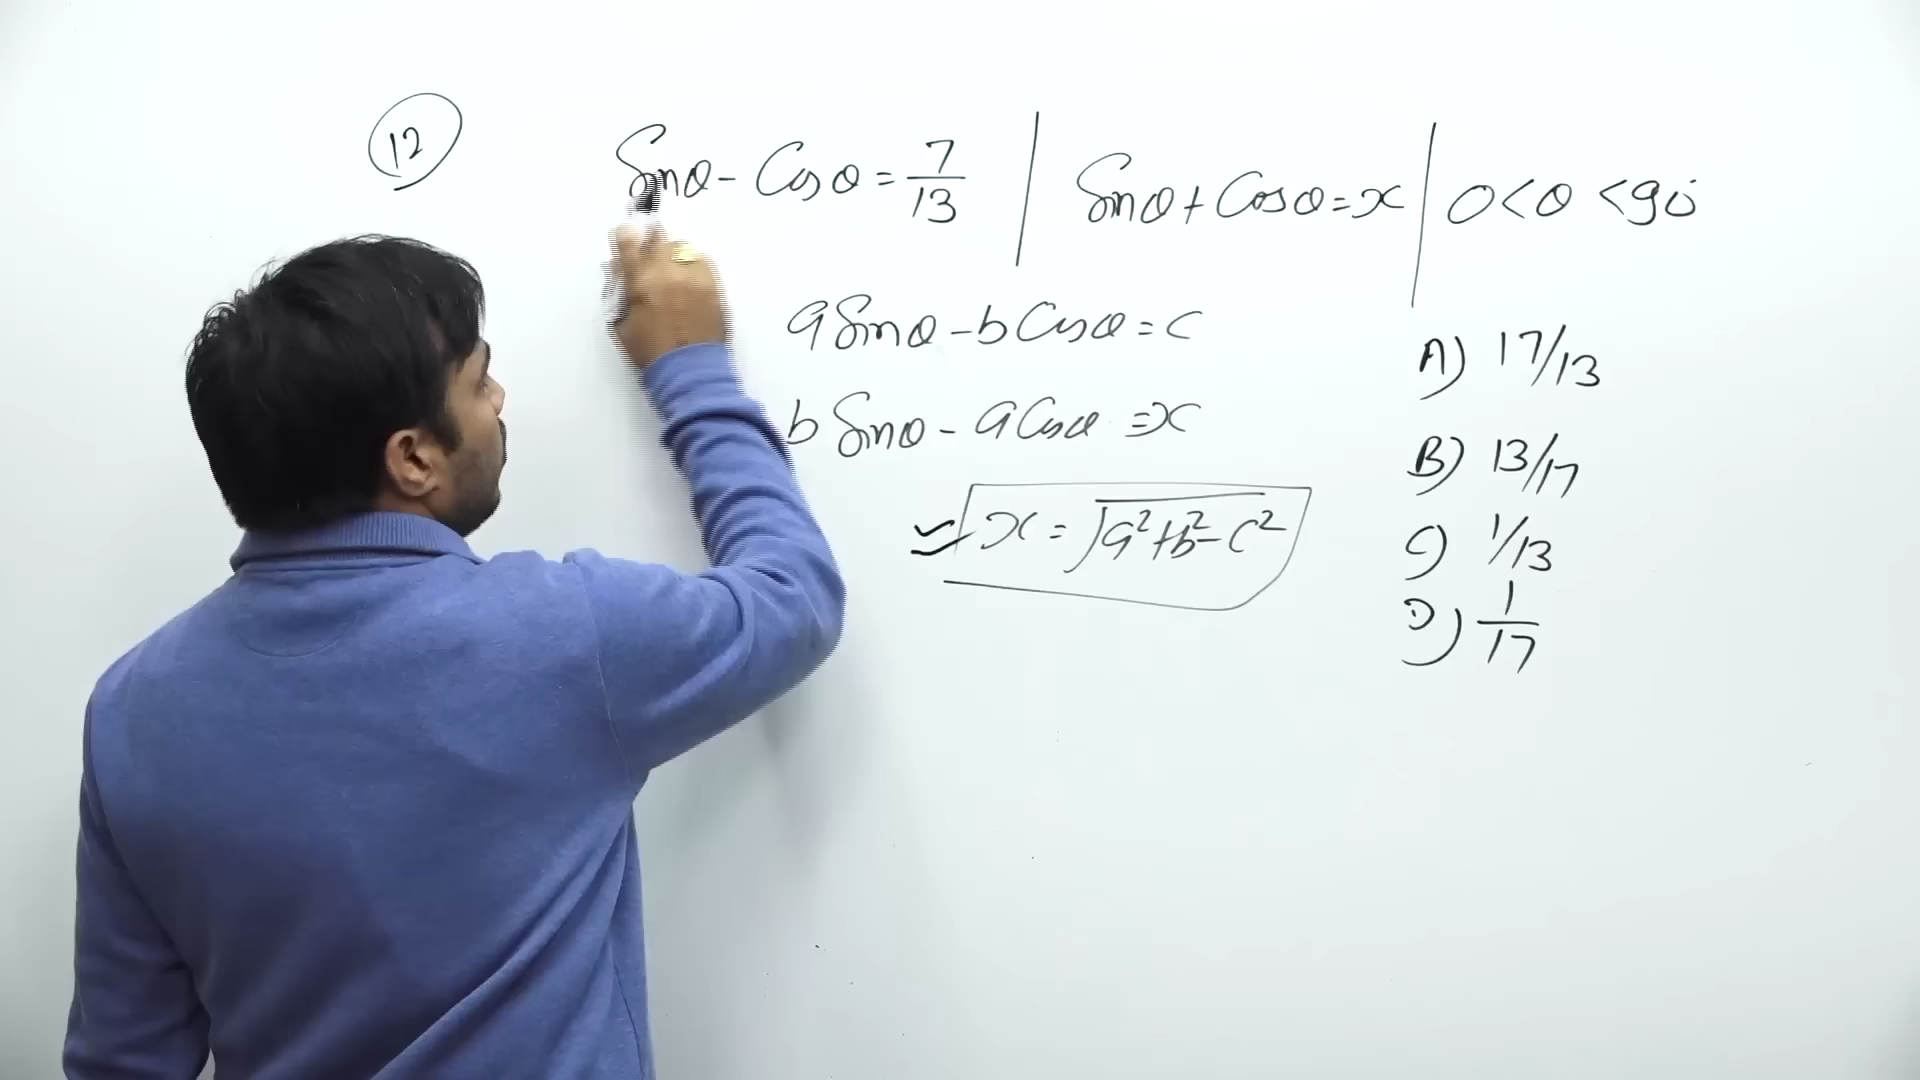 12
Sinθ - Cosθ = 7/13 | Sinθ + Cosθ = x | 0 < θ < 90°
a Sinθ - b Cosθ = c
b Sinθ - a Cosθ = x
x = √a²+b²-c²
A) 17/13
B) 13/17
C) 1/13
D) 1/17